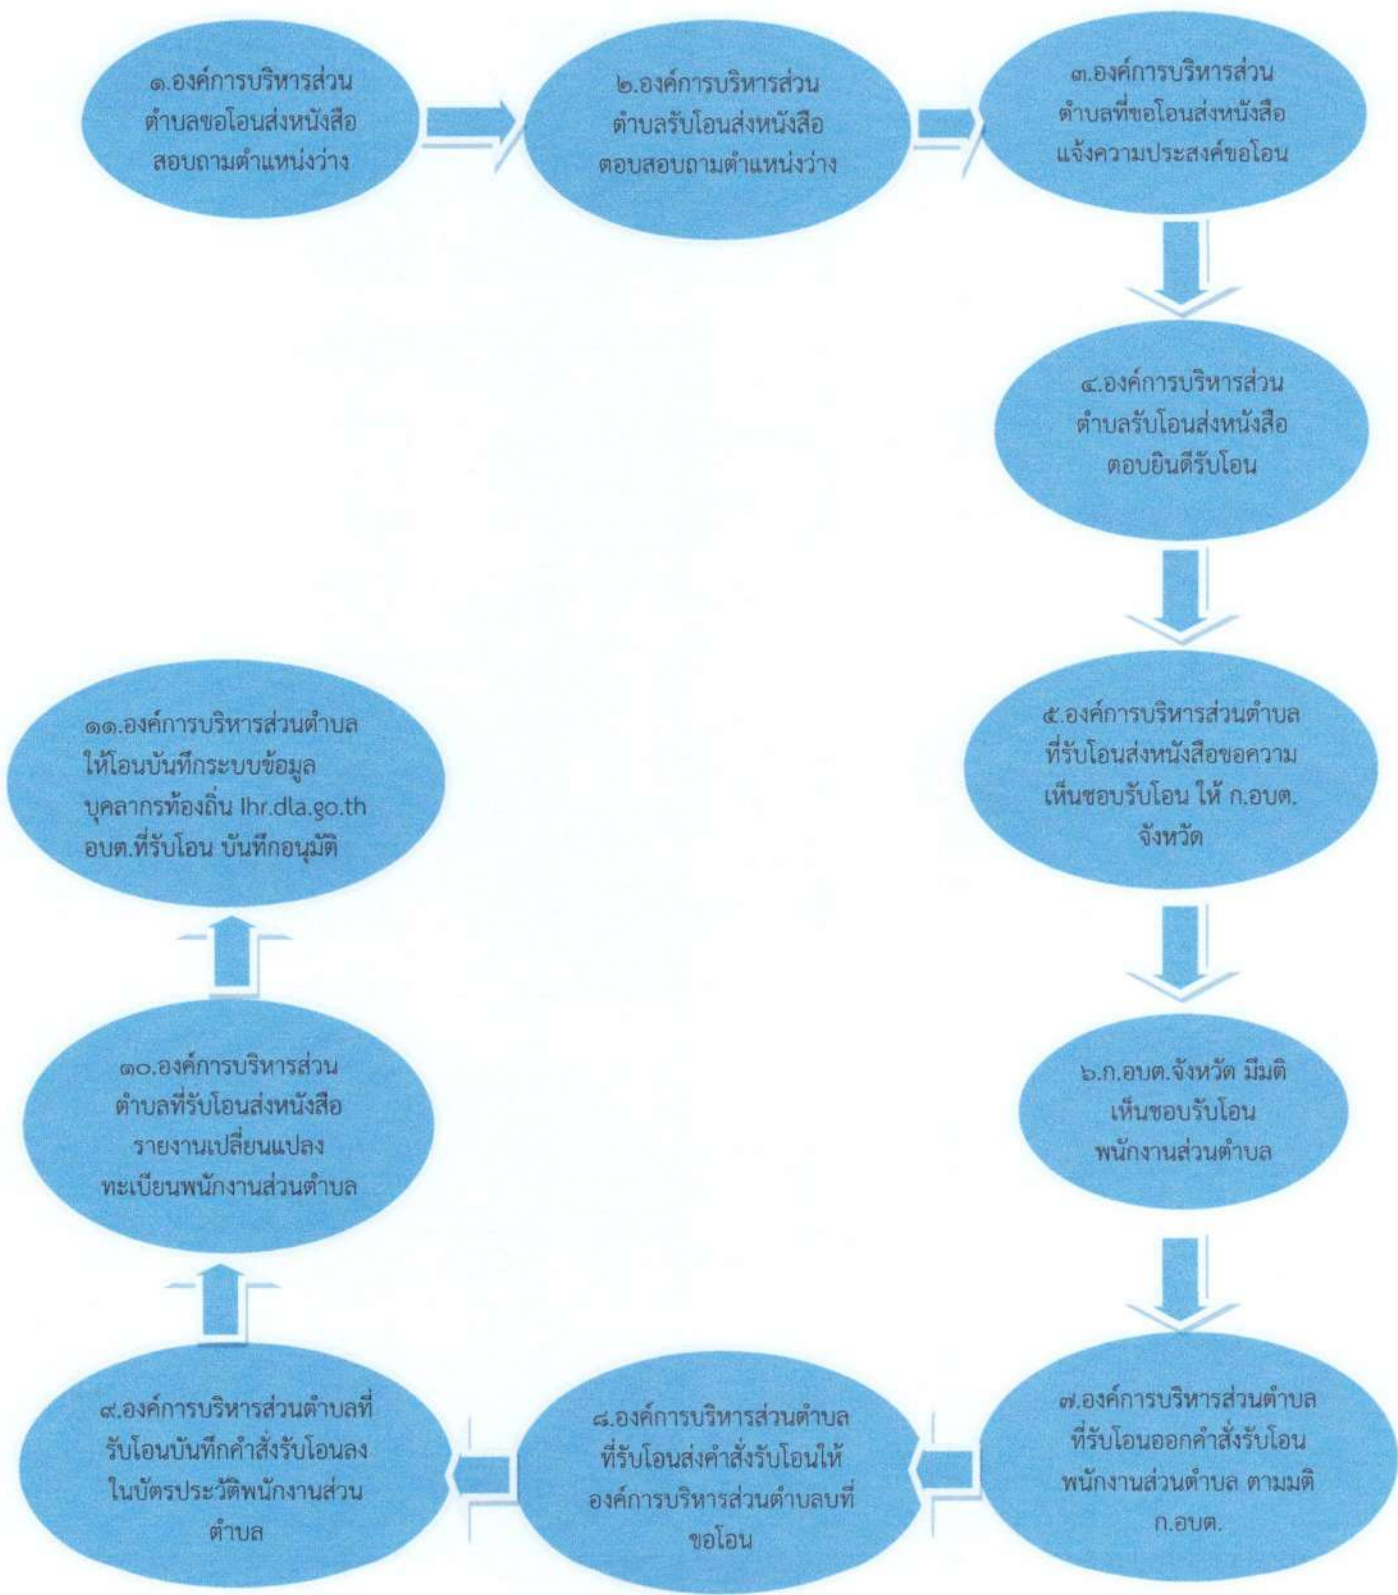 ๑.องค์การบริหารส่วน
ตำบลขอโอนส่งหนังสือ
สอบถามตำแหน่งว่าง
๒.องค์การบริหารส่วน
ตำบลรับโอนส่งหนังสือ
ตอบสอบถามตำแหน่งว่าง
๓.องค์การบริหารส่วน
ตำบลที่ขอโอนส่งหนังสือ
แจ้งความประสงค์ขอโอน
๔.องค์การบริหารส่วน
ตำบลรับโอนส่งหนังสือ
ตอบยินดีรับโอน
๕.องค์การบริหารส่วนตำบล
ที่รับโอนส่งหนังสือขอความ
เห็นชอบรับโอน ให้ ก.อบต.
จังหวัด
๖.ก.อบต.จังหวัด มีมติ
เห็นชอบรับโอน
พนักงานส่วนตำบล
๗.องค์การบริหารส่วนตำบล
ที่รับโอนออกคำสั่งรับโอน
พนักงานส่วนตำบล ตามมติ
ก.อบต.
๘.องค์การบริหารส่วนตำบล
ที่รับโอนส่งคำสั่งรับโอนให้
องค์การบริหารส่วนตำบลบที่
ขอโอน
๙.องค์การบริหารส่วนตำบลที่
รับโอนบันทึกคำสั่งรับโอนลง
ในบัตรประวัติพนักงานส่วน
ตำบล
๑๐.องค์การบริหารส่วน
ตำบลที่รับโอนส่งหนังสือ
รายงานเปลี่ยนแปลง
ทะเบียนพนักงานส่วนตำบล
๑๑.องค์การบริหารส่วนตำบล
ให้โอนบันทึกระบบข้อมูล
บุคลากรท้องถิ่น lhr.dla.go.th
อบต.ที่รับโอน บันทึกอนุมัติ